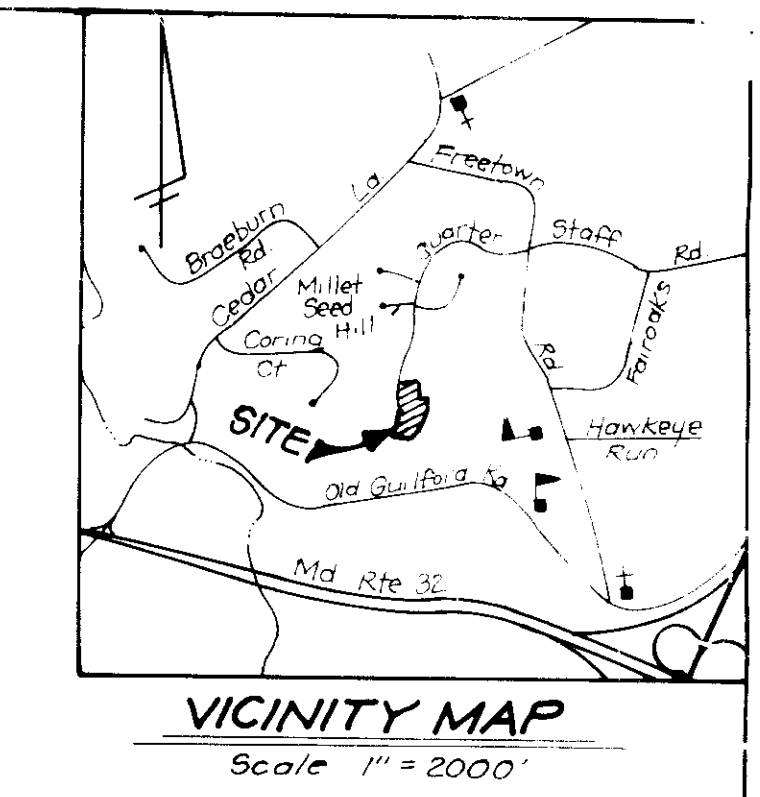 Freetown
La.
Braeburn
Rd.
Quarter
Staff
Rd.
Cedar
Millet
Seed
Hill
Fairoaks
Coring
Ct
Rd
SITE
Hawkeye
Run
Old Guilford Rd
Md Rte 32
VICINITY MAP
Scale 1" = 2000'